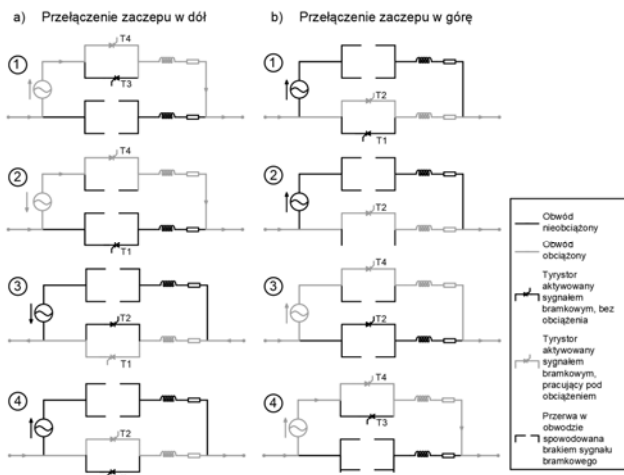 a) Przełączenie zaczepu w dół
1
T4
T3
2
T4
T1
3
T2
T1
4
T2
b) Przełączenie zaczepu w górę
1
T2
T1
2
T2
3
T4
T2
4
T4
T3
Obwód
nieobciążony
Obwód
obciążony
Tyrystor
aktywowany
sygnałem
bramkowym, bez
obciążenia
Tyrystor
aktywowany
sygnałem
bramkowym,
pracujący pod
obciążeniem
Przerwa w
obwodzie
spowodowana
brakiem sygnału
bramkowego